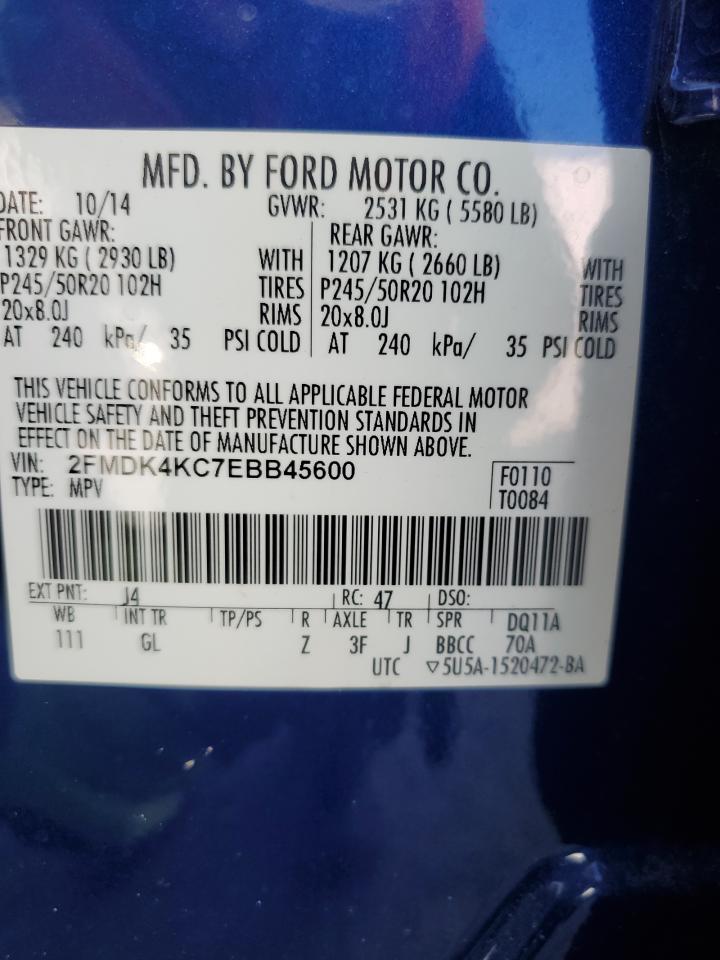 MFD. BY FORD MOTOR CO.
DATE: 10/14 GVWR: 2531 KG ( 5580 LB)
FRONT GAWR: REAR GAWR:
1329 KG ( 2930 LB) WITH 1207 KG ( 2660 LB) WITH
P245/50R20 102H TIRES P245/50R20 102H TIRES
20x8.0J RIMS 20x8.0J RIMS
AT 240 kPa/ 35 PSI COLD AT 240 kPa/ 35 PSI COLD
THIS VEHICLE CONFORMS TO ALL APPLICABLE FEDERAL MOTOR
VEHICLE SAFETY AND THEFT PREVENTION STANDARDS IN
EFFECT ON THE DATE OF MANUFACTURE SHOWN ABOVE.
VIN: 2FMDK4KC7EBB45600 F0110
TYPE: MPV T0084
EXT PNT: J4 RC: 47 DSO:
WB INT TR TP/PS R AXLE TR SPR DQ11A
111 GL Z 3F J BBCC 70A
UTC ▽5U5A-1520472-BA